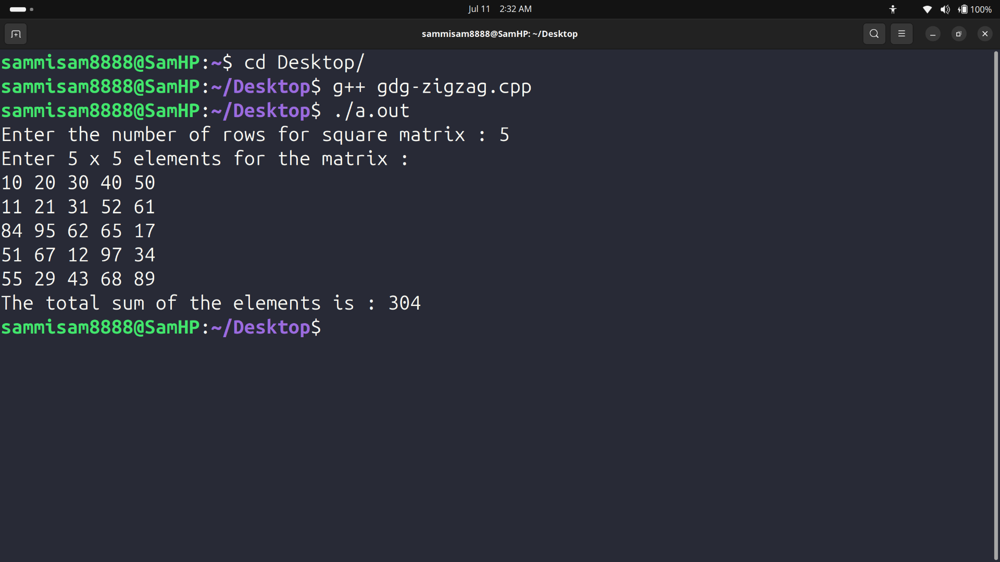 Jul 11 2:32 AM 100%
sammisam8888@SamHP: ~/Desktop
sammisam8888@SamHP:~$ cd Desktop/
sammisam8888@SamHP:~/Desktop$ g++ gdg-zigzag.cpp
sammisam8888@SamHP:~/Desktop$ ./a.out
Enter the number of rows for square matrix : 5
Enter 5 x 5 elements for the matrix :
10 20 30 40 50
11 21 31 52 61
84 95 62 65 17
51 67 12 97 34
55 29 43 68 89
The total sum of the elements is : 304
sammisam8888@SamHP:~/Desktop$